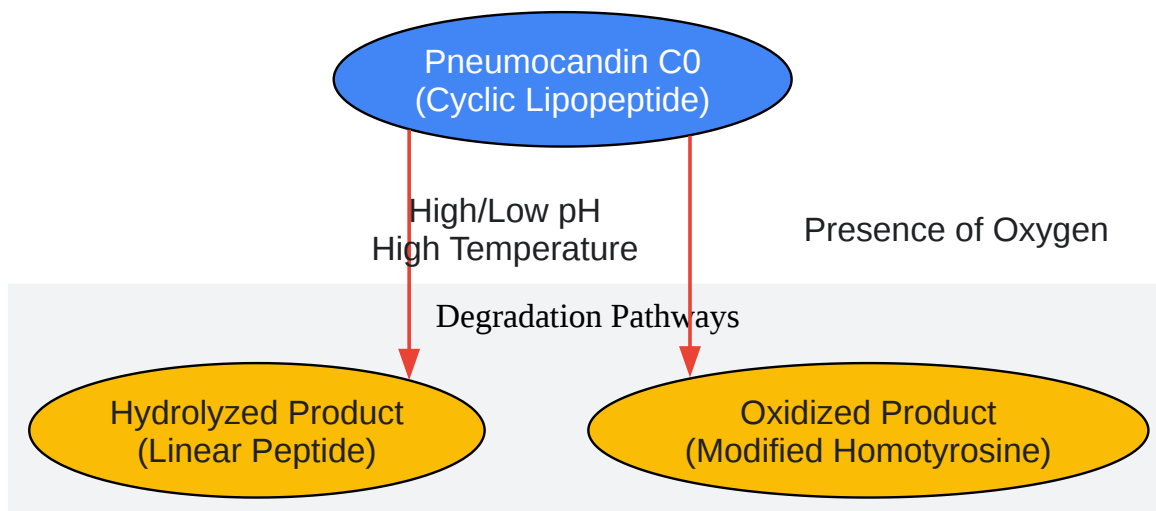 Pneumocandin C0
(Cyclic Lipopeptide)
High/Low pH
High Temperature
Presence of Oxygen
Degradation Pathways
Hydrolyzed Product
(Linear Peptide)
Oxidized Product
(Modified Homotyrosine)